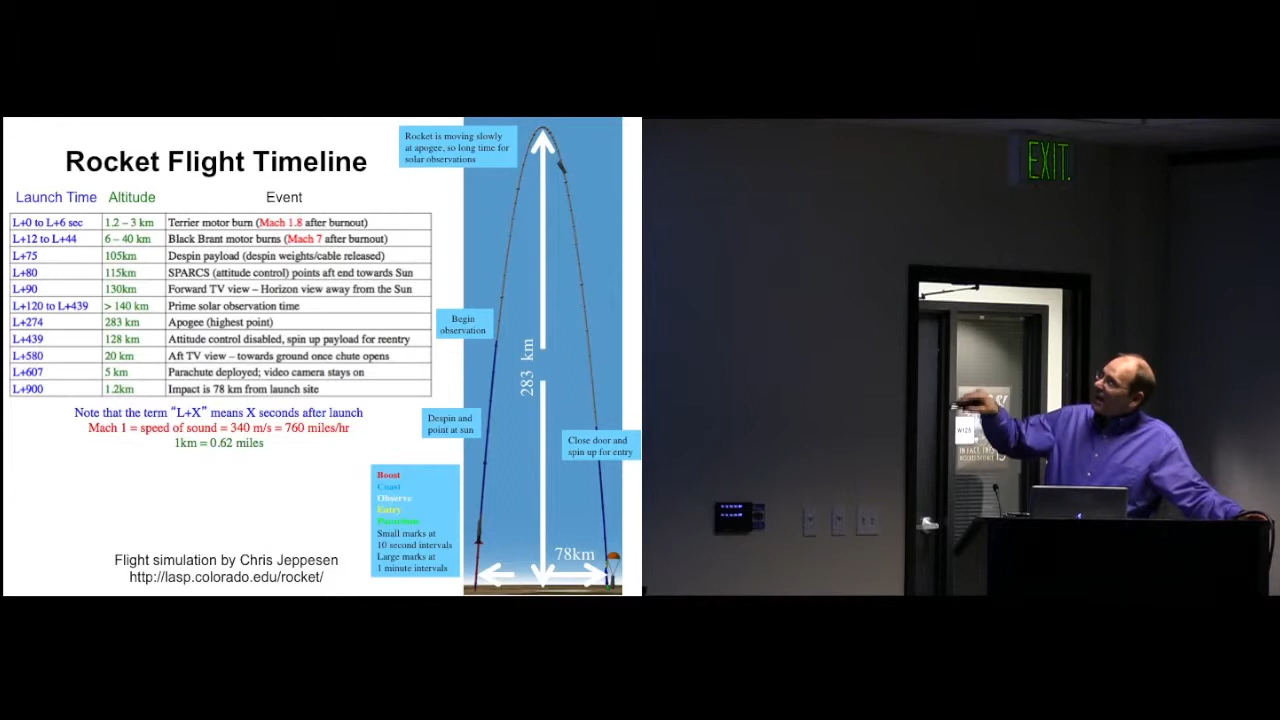 Rocket Flight Timeline
Launch Time Altitude Event
L+0 to L+6 sec 1.2 – 3 km Terrier motor burn (Mach 1.8 after burnout)
L+12 to L+44 6 – 40 km Black Brant motor burns (Mach 7 after burnout)
L+75 105km Despin payload (despin weights/cable released)
L+80 115km SPARCS (attitude control) points aft end towards Sun
L+90 130km Forward TV view – Horizon view away from the Sun
L+120 to L+439 > 140 km Prime solar observation time
L+274 283 km Apogee (highest point)
L+439 128 km Attitude control disabled, spin up payload for reentry
L+580 20 km Aft TV view – towards ground once chute opens
L+607 5 km Parachute deployed; video camera stays on
L+900 1.2km Impact is 78 km from launch site
Note that the term “L+X” means X seconds after launch
Mach 1 = speed of sound = 340 m/s = 760 miles/hr
1km = 0.62 miles
Flight simulation by Chris Jeppesen
http://lasp.colorado.edu/rocket/
Rocket is moving slowly
at apogee, so long time for
solar observations
Begin
observation
283 km
Despin and
point at sun
Close door and
spin up for entry
Boost
Coast
Observe
Entry
Parachute
Small marks at
10 second intervals
Large marks at
1 minute intervals
78km
EXIT
W120